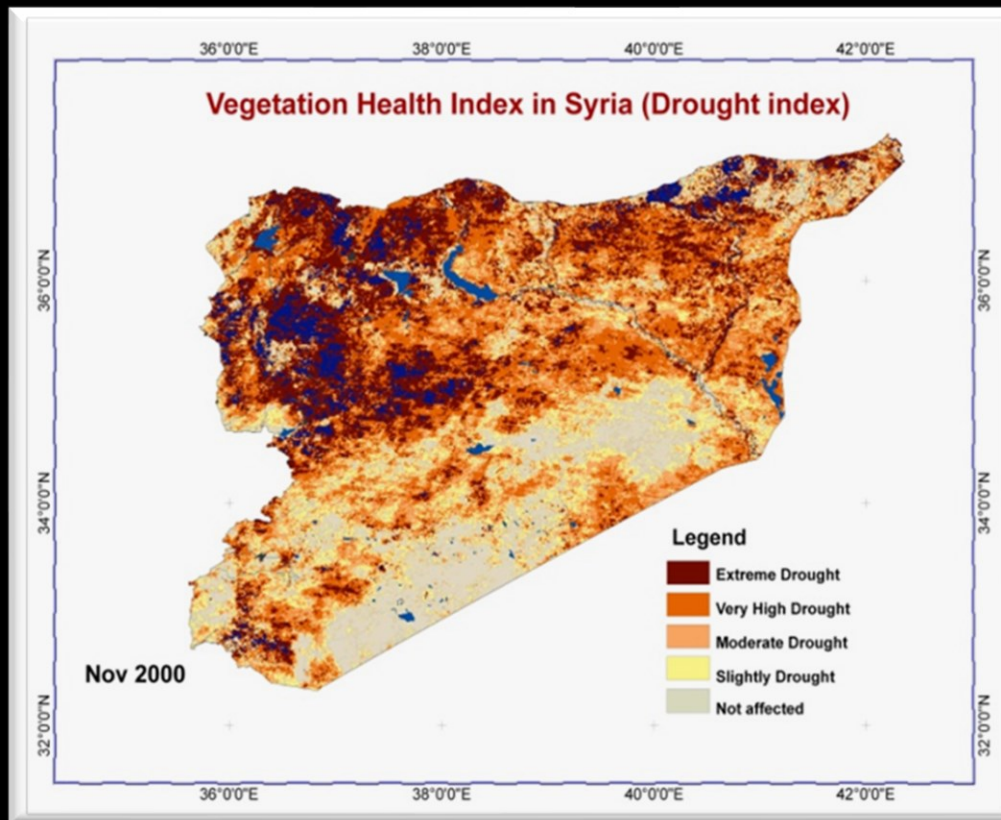 36°0'0"E 38°0'0"E 40°0'0"E 42°0'0"E
Vegetation Health Index in Syria (Drought index)
36°0'0"N 36°0'0"N
34°0'0"N 34°0'0"N
Legend
Extreme Drought
Very High Drought
Moderate Drought
Slightly Drought
Not affected
Nov 2000
32°0'0"N 32°0'0"N
36°0'0"E 38°0'0"E 40°0'0"E 42°0'0"E